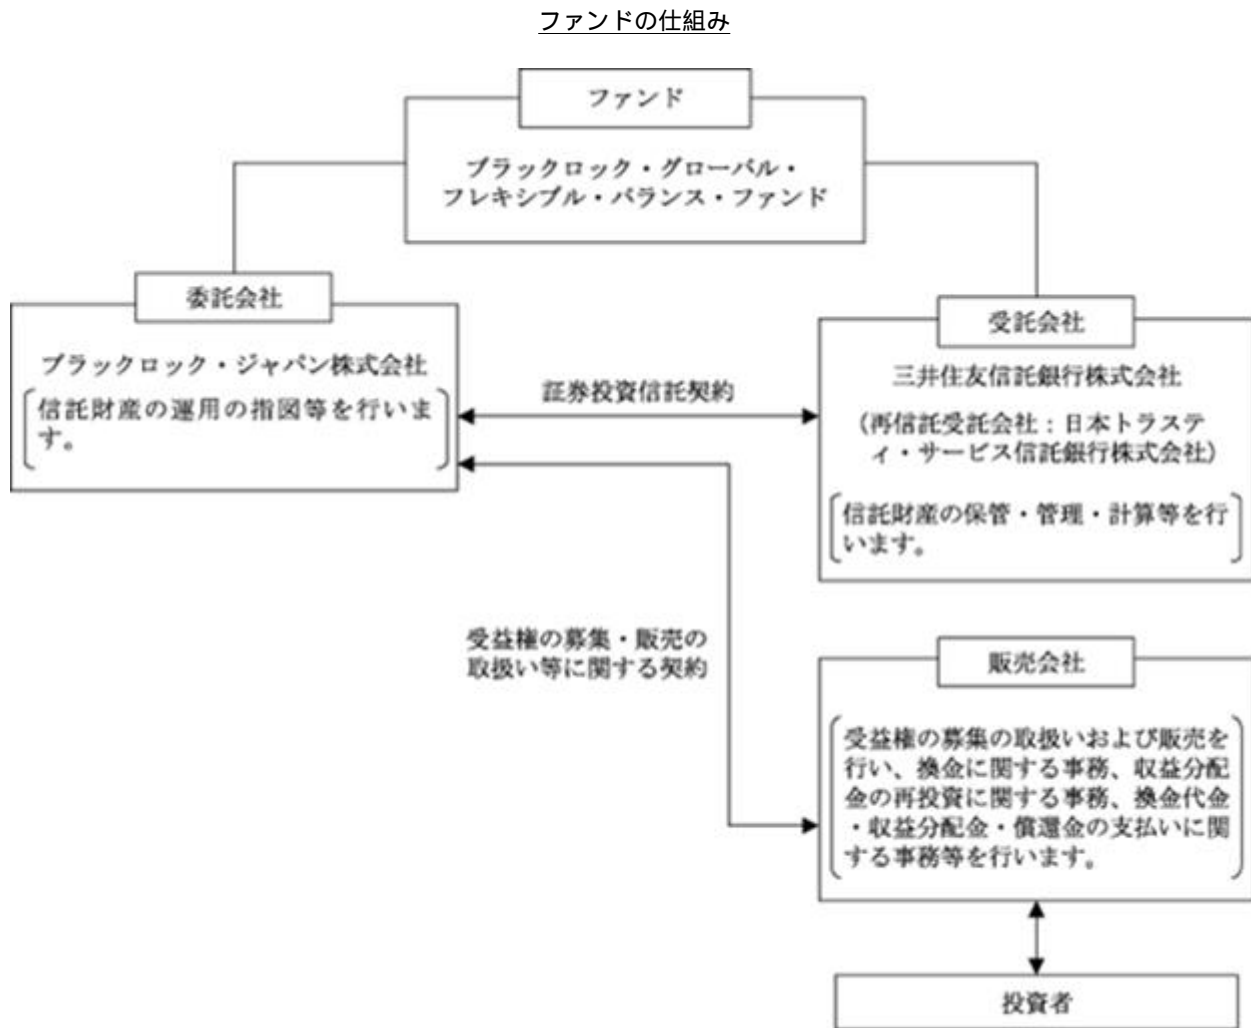 ファンドの仕組み
ファンド
ブラックロック・グローバル・
フレキシブル・バランス・ファンド
委託会社
ブラックロック・ジャパン株式会社
信託財産の運用の指図等を行いま
す。
証券投資信託契約
受託会社
三井住友信託銀行株式会社
(再信託受託会社：日本トラステ
ィ・サービス信託銀行株式会社)
信託財産の保管・管理・計算等を行
います。
受益権の募集・販売の
取扱い等に関する契約
販売会社
受益権の募集の取扱いおよび販売を
行い、換金に関する事務、収益分配
金の再投資に関する事務、換金代金
・収益分配金・償還金の支払いに関
する事務等を行います。
投資者